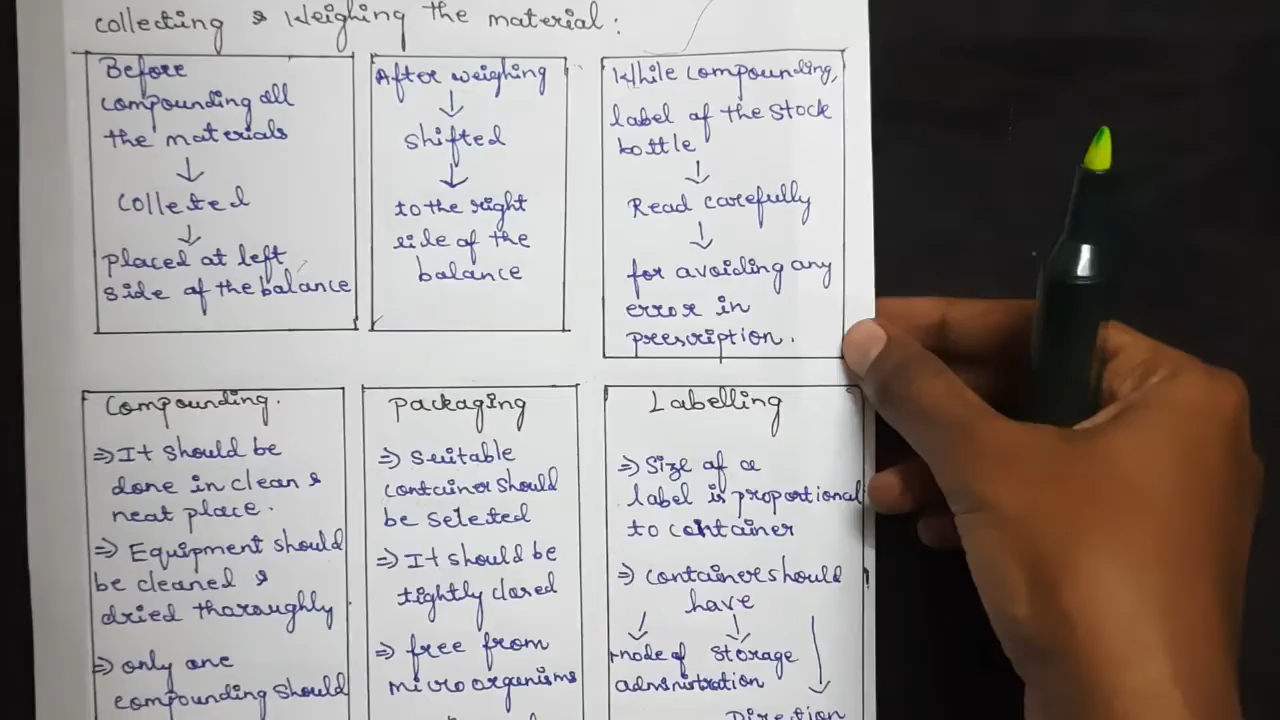 collecting & Weighing the material:
Before
compounding all
the materials
↓
colleted
↓
placed at left
side of the balance
After weighing
↓
shifted
↓
to the right
side of the
balance
While compounding,
label of the stock
bottle
↓
Read carefully
↓
for avoiding any
error in
preescription.
Compounding.
⇒ It should be
done in clean &
neat place.
⇒ Equipment should
be cleaned &
dried thoroughly
⇒ only one
compounding should
Packaging
⇒ suitable
container should
be seleted
⇒ It should be
tightly closed
⇒ free from
microorganisms
Labelling
⇒ Size of a
label is proportional
to container
⇒ container should
have
↓ ↓ ↓
mode of storage
administration
Direction